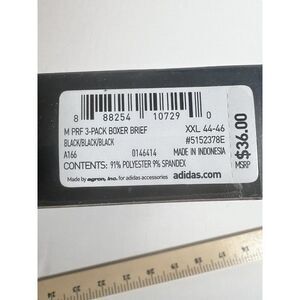 8 88254 10729 0
M PRF 3-PACK BOXER BRIEF XXL 44-46
BLACK/BLACK/BLACK #5152378E
A166 0146414 MADE IN INDONESIA
CONTENTS: 91% POLYESTER 9% SPANDEX
Made by agron, inc. for adidas accessories adidas.com
$36.00
MSRP